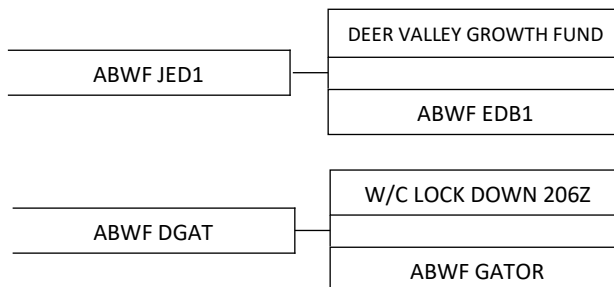 DEER VALLEY GROWTH FUND
ABWF JED1
ABWF EDB1
W/C LOCK DOWN 206Z
ABWF DGAT
ABWF GATOR